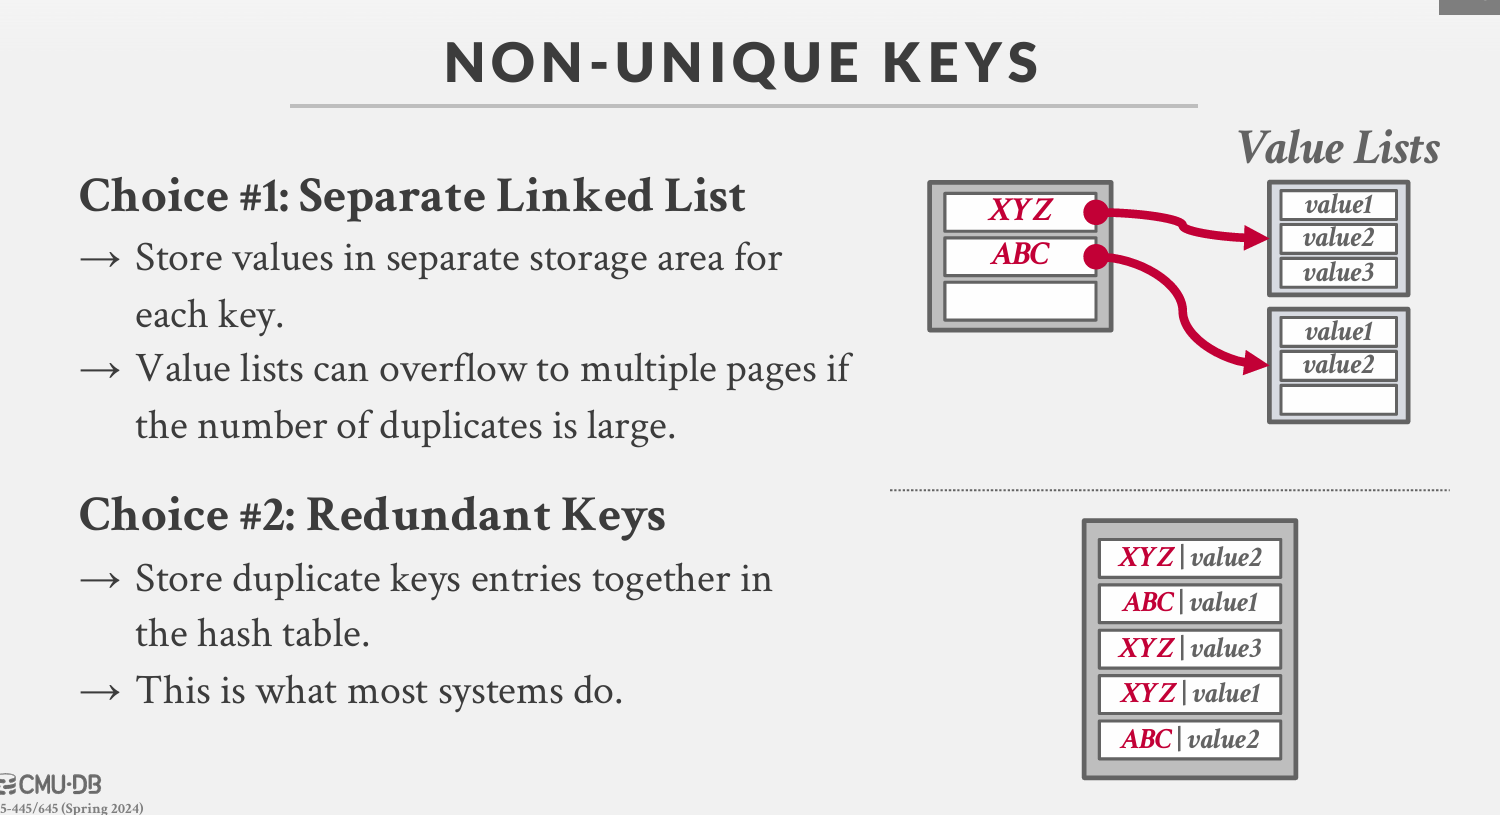 NON-UNIQUE KEYS
Choice #1: Separate Linked List
→ Store values in separate storage area for
each key.
→ Value lists can overflow to multiple pages if
the number of duplicates is large.
Choice #2: Redundant Keys
→ Store duplicate keys entries together in
the hash table.
→ This is what most systems do.
Value Lists
XYZ
ABC
value1
value2
value3
value1
value2
XYZ|value2
ABC|value1
XYZ|value3
XYZ|value1
ABC|value2
CMU·DB
5-445/645 (Spring 2024)